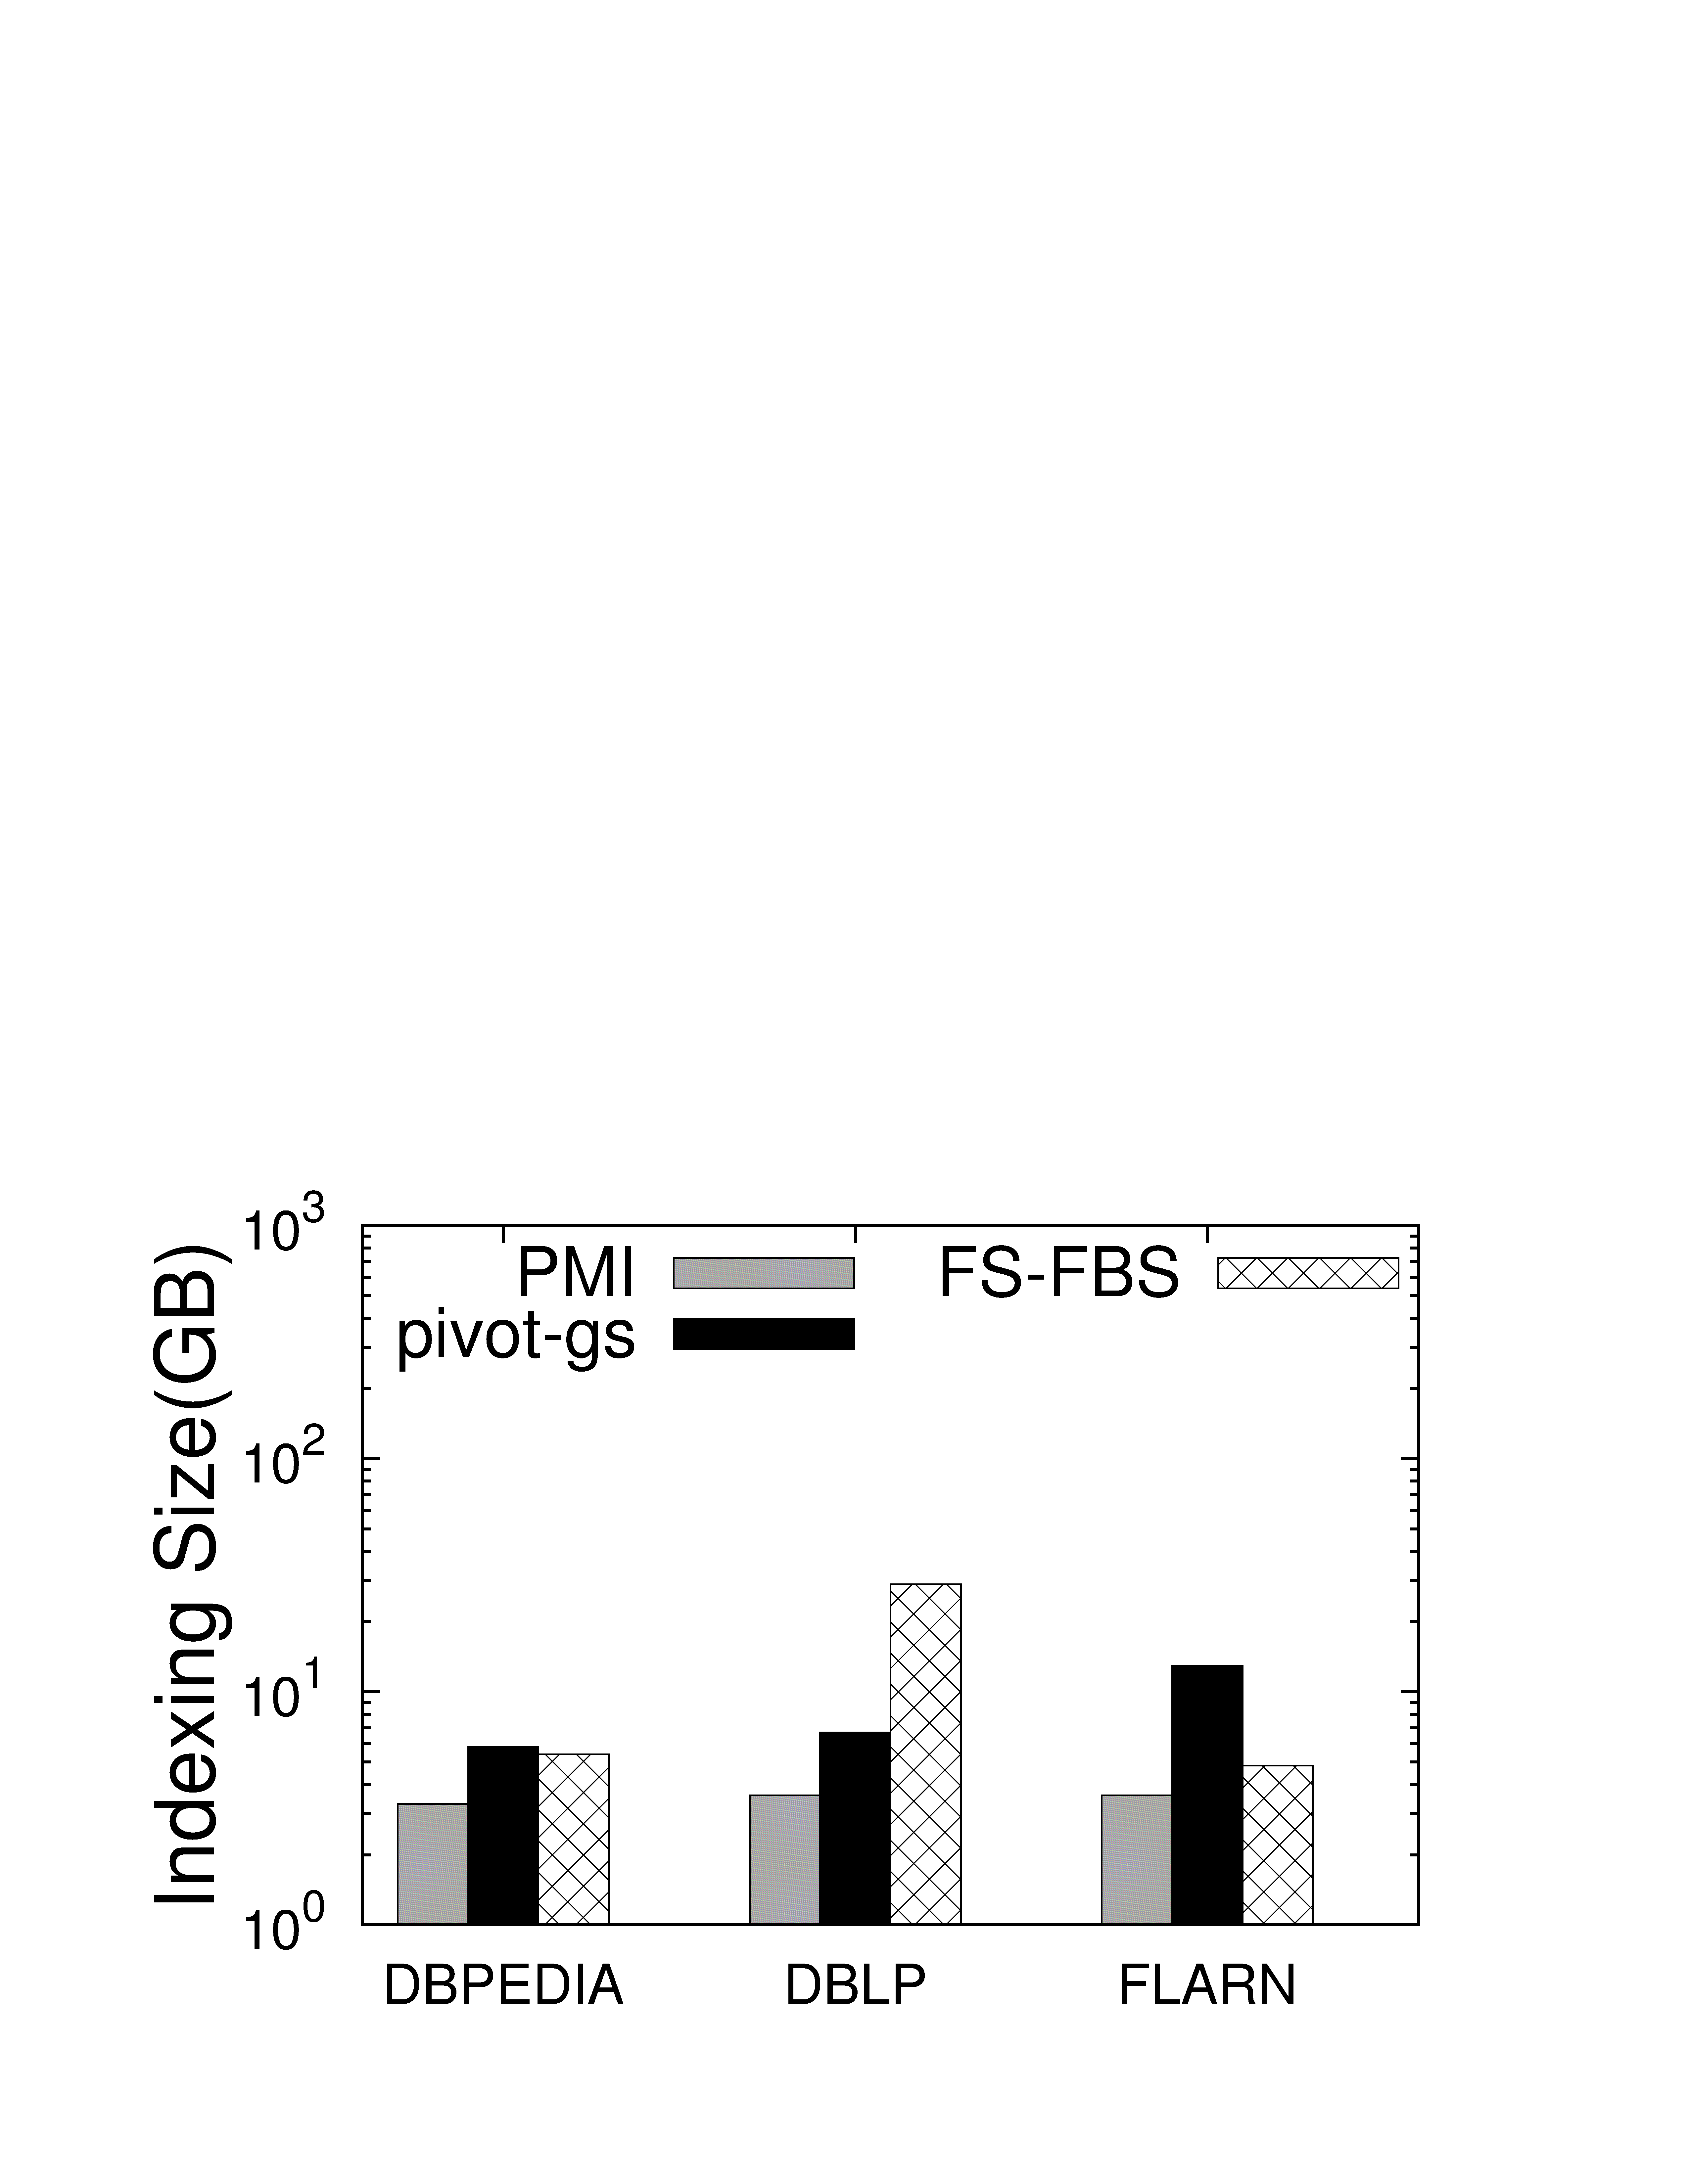 Indexing Size(GB)
10^3
10^2
10^1
10^0
PMI
FS-FBS
pivot-gs
DBPEDIA
DBLP
FLARN